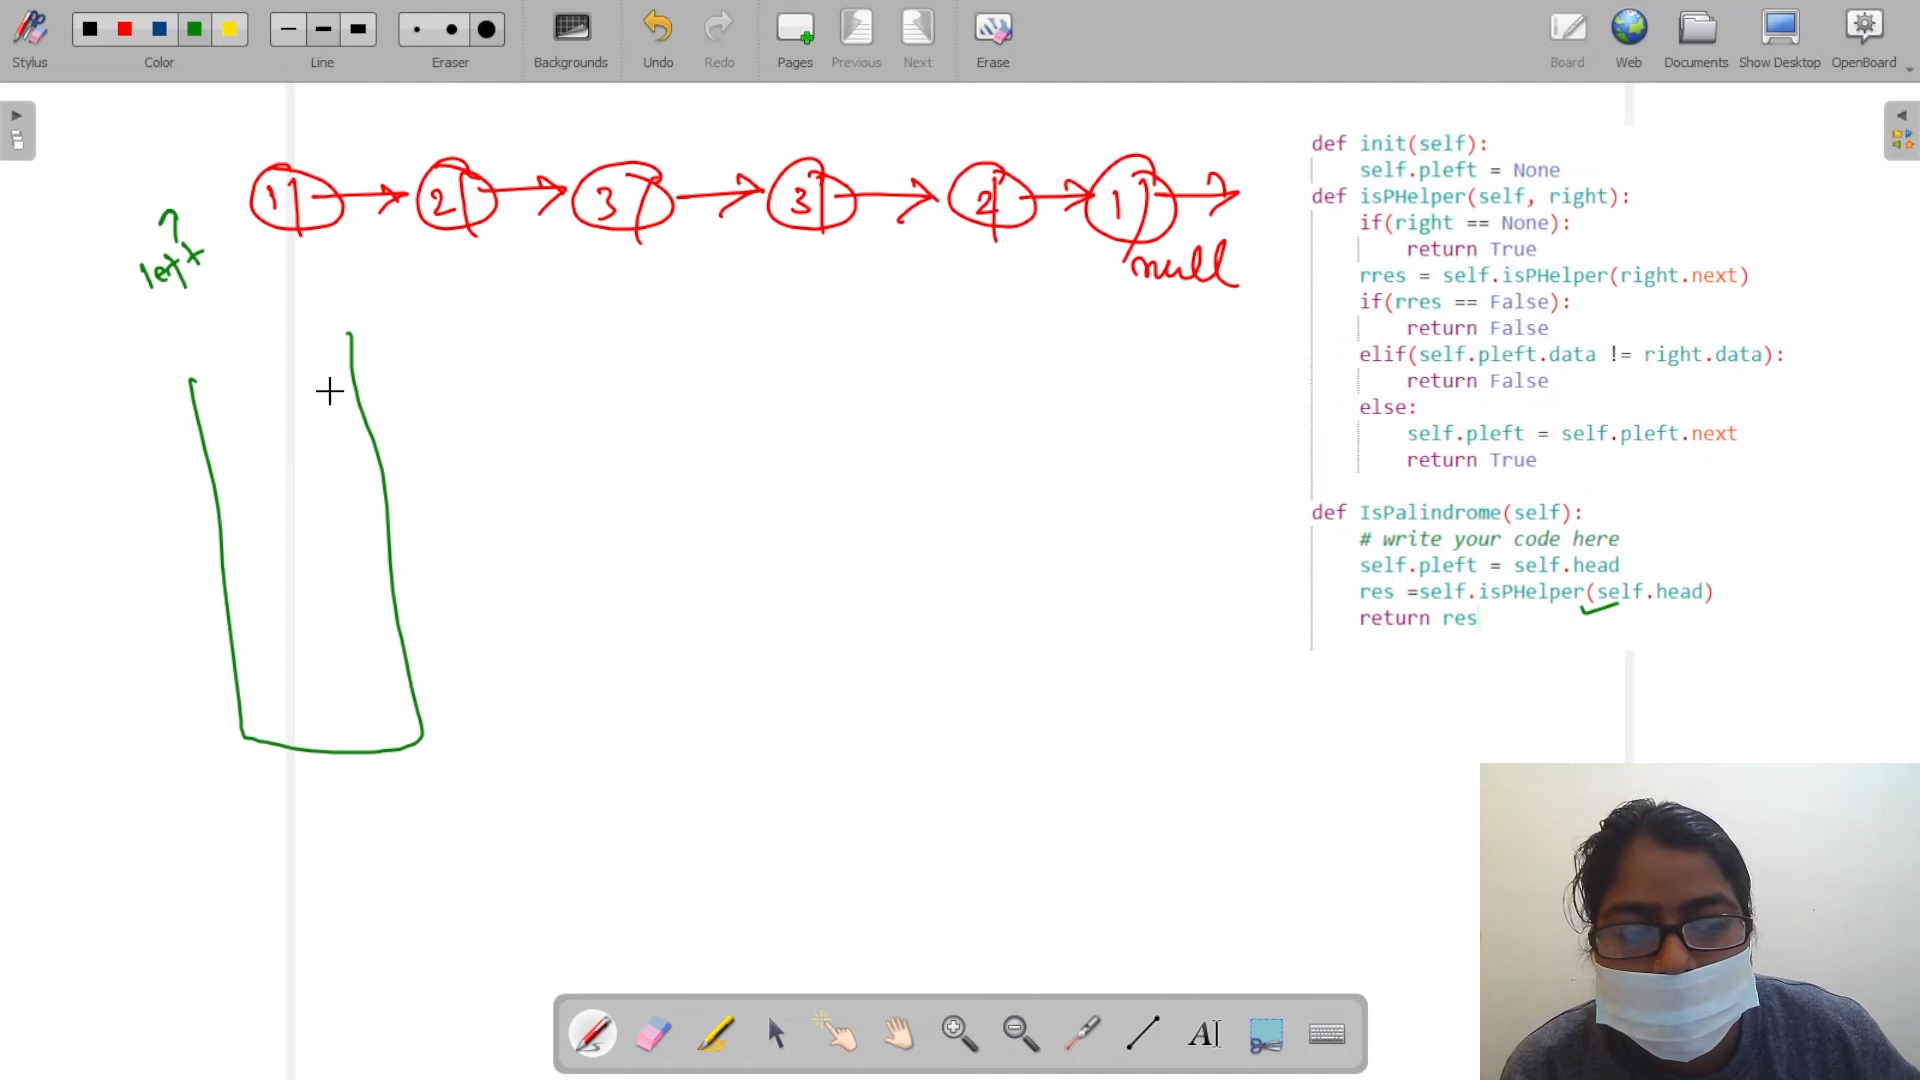 Stylus
Color
Line
Eraser
Backgrounds
Undo
Redo
Pages
Previous
Next
Erase
Board
Web
Documents
Show Desktop
OpenBoard
1 2 3 3 2 1
null
left
def init(self):
self.pleft = None
def isPHelper(self, right):
if(right == None):
return True
rres = self.isPHelper(right.next)
if(rres == False):
return False
elif(self.pleft.data != right.data):
return False
else:
self.pleft = self.pleft.next
return True
def IsPalindrome(self):
# write your code here
self.pleft = self.head
res =self.isPHelper(self.head)
return res